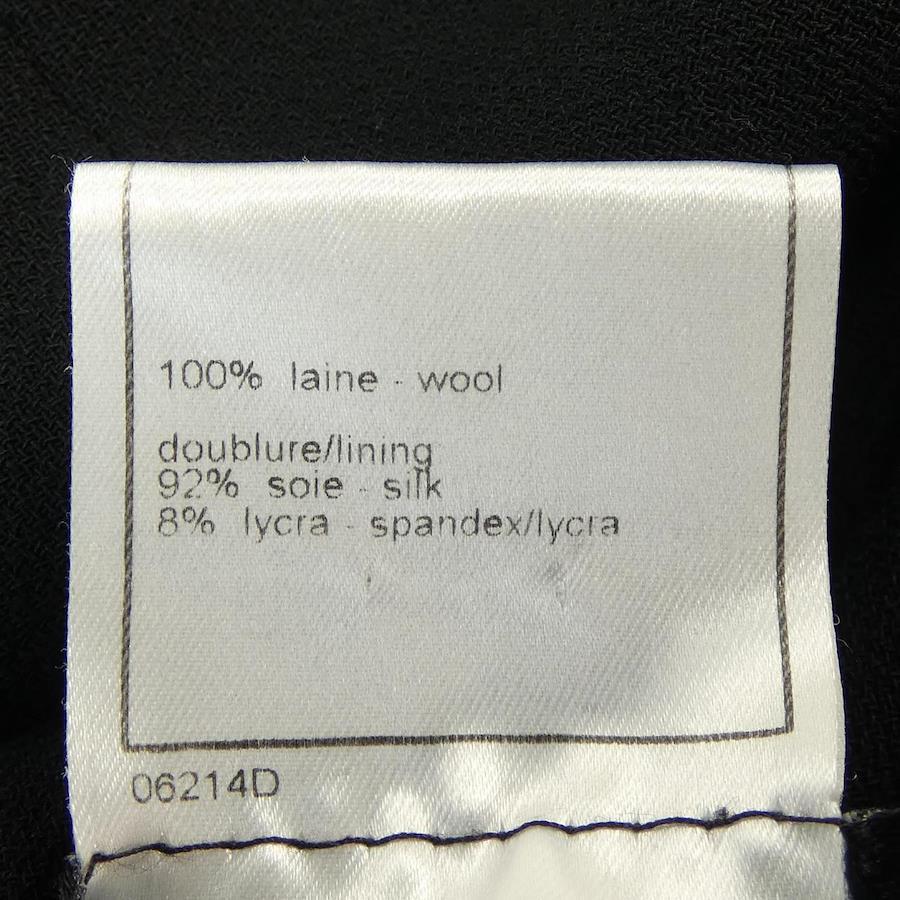 100% laine - wool
doublure/lining
92% soie - silk
8% lycra - spandex/lycra
06214D